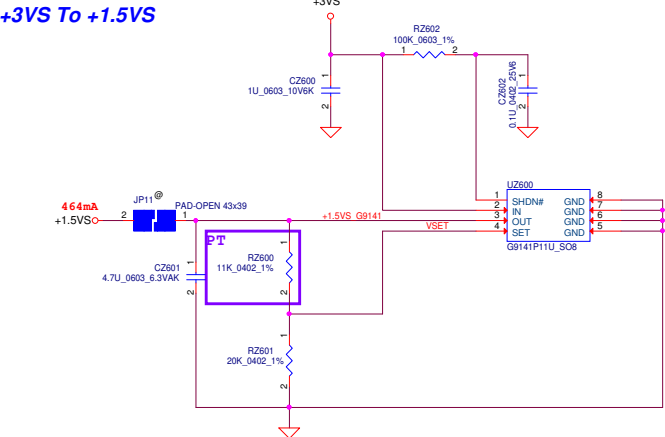 +3VS To +1.5VS
+3VS
RZ602
100K_0603_1%
1
2
CZ600
1U_0603_10V6K
1
2
CZ602
0.1U_0402_25V6
1
2
464mA
+1.5VS
JP11
@
PAD-OPEN 43x39
2
1
+1.5VS_G9141
VSET
UZ600
1
SHDN#
GND
8
2
IN
GND
7
3
OUT
GND
6
4
SET
GND
5
G9141P11U_SO8
PT
CZ601
4.7U_0603_6.3VAK
1
2
RZ600
11K_0402_1%
1
2
RZ601
20K_0402_1%
1
2